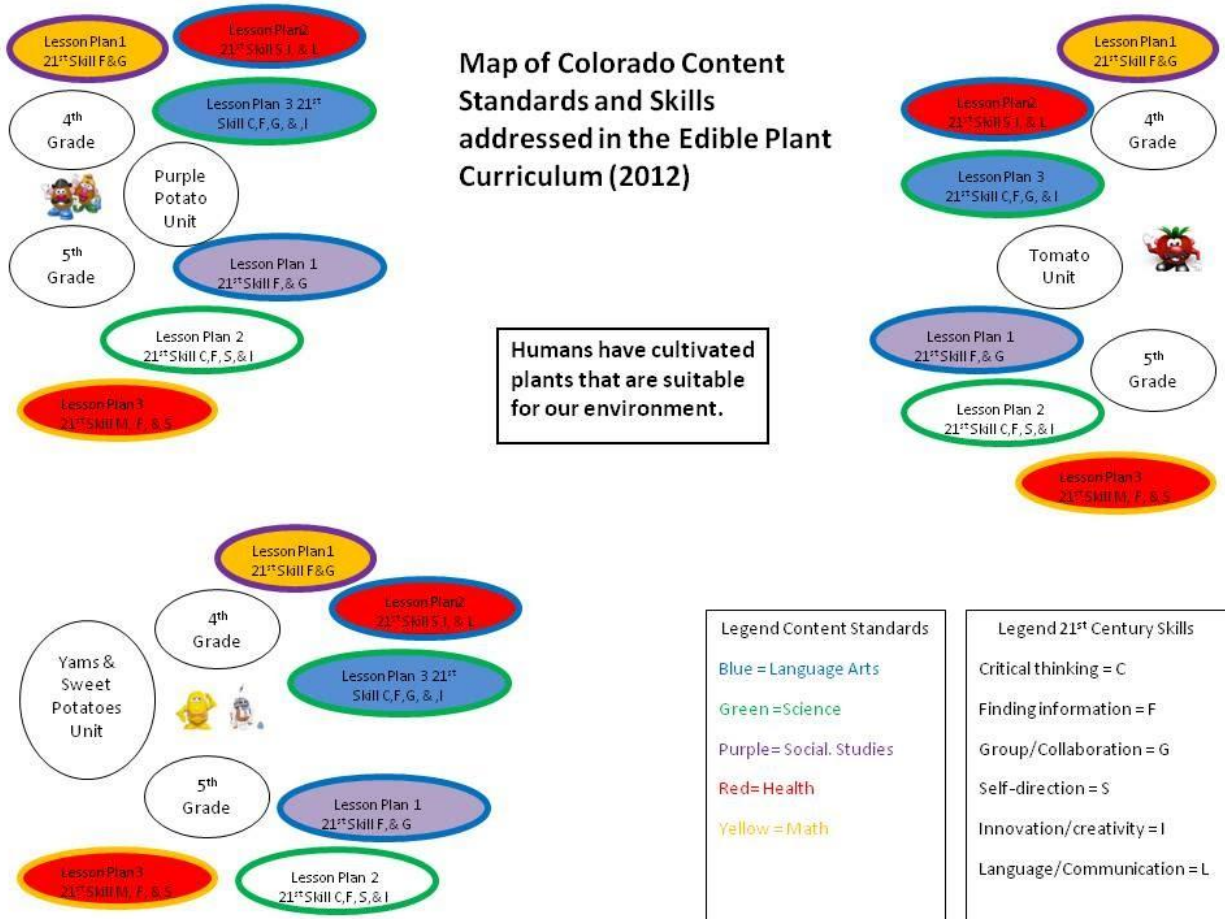 Map of Colorado Content
Standards and Skills
addressed in the Edible Plant
Curriculum (2012)
Lesson Plan1
21st Skill F&G
Lesson Plan2
21st Skill S I, & L
Lesson Plan 3 21st
Skill C,F,G, & ,I
4th
Grade
Purple
Potato
Unit
5th
Grade
Lesson Plan 1
21st Skill F,& G
Lesson Plan 2
21st Skill C,F, S,& I
Lesson Plan3
21st Skill M, F, & S
Humans have cultivated
plants that are suitable
for our environment.
Lesson Plan1
21st Skill F&G
Lesson Plan2
21st Skill S I, & L
4th
Grade
Lesson Plan 3
21st Skill C,F,G, & I
Tomato
Unit
Lesson Plan 1
21st Skill F,& G
5th
Grade
Lesson Plan 2
21st Skill C,F, S,& I
Lesson Plan3
21st Skill M, F, & S
Lesson Plan1
21st Skill F&G
Lesson Plan2
21st Skill S I, & L
4th
Grade
Lesson Plan 3 21st
Skill C,F,G, & ,I
Yams &
Sweet
Potatoes
Unit
5th
Grade
Lesson Plan 1
21st Skill F,& G
Lesson Plan3
21st Skill M, F, & S
Lesson Plan 2
21st Skill C,F, S,& I
Legend Content Standards
Blue = Language Arts
Green =Science
Purple= Social. Studies
Red= Health
Yellow = Math
Legend 21st Century Skills
Critical thinking = C
Finding information = F
Group/Collaboration = G
Self-direction = S
Innovation/creativity = I
Language/Communication = L